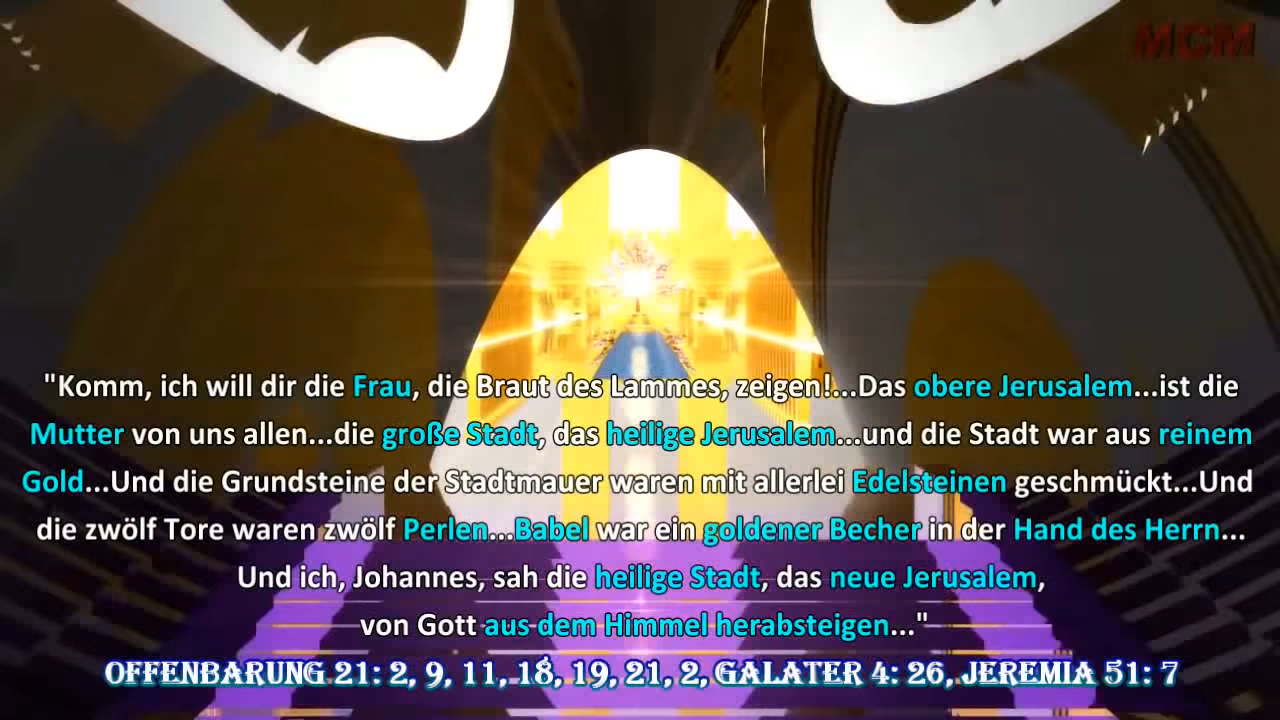 MCM
"Komm, ich will dir die Frau, die Braut des Lammes, zeigen!...Das obere Jerusalem...ist die
Mutter von uns allen...die große Stadt, das heilige Jerusalem...und die Stadt war aus reinem
Gold...Und die Grundsteine der Stadtmauer waren mit allerlei Edelsteinen geschmückt...Und
die zwölf Tore waren zwölf Perlen...Babel war ein goldener Becher in der Hand des Herrn...
Und ich, Johannes, sah die heilige Stadt, das neue Jerusalem,
von Gott aus dem Himmel herabsteigen..."
OFFENBARUNG 21: 2, 9, 11, 18, 19, 21, 2, GALATER 4: 26, JEREMIA 51: 7